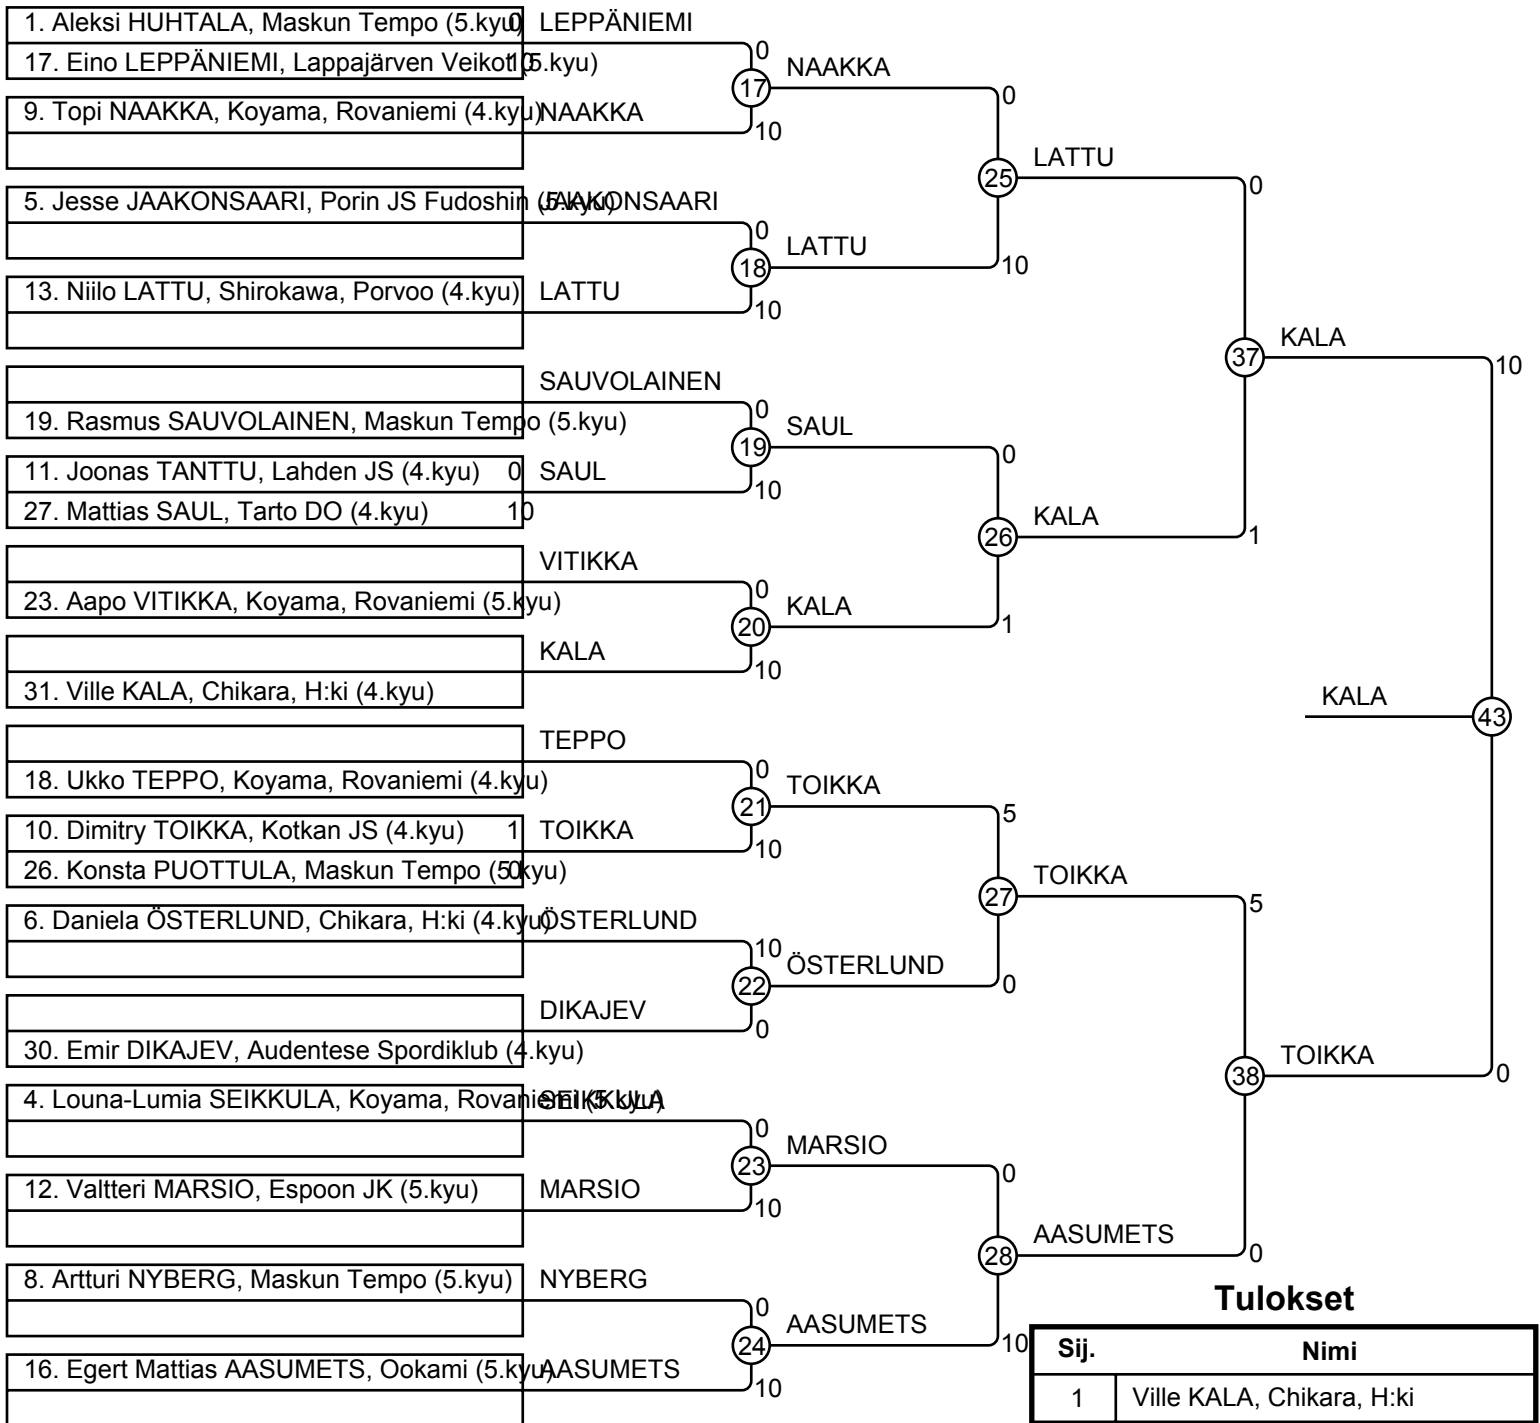 1. Aleksi HUHTALA, Maskun Tempo (5.kyu) 0
17. Eino LEPPÄNIEMI, Lappajärven Veikot (5.kyu) 10
LEPPÄNIEMI
0
9. Topi NAAKKA, Koyama, Rovaniemi (4.kyu)
NAAKKA
10
17
NAAKKA
0
5. Jesse JAAKONSAARI, Porin JS Fudoshin (5.kyu)
JAAKONSAARI
0
13. Niilo LATTU, Shirokawa, Porvoo (4.kyu)
LATTU
10
18
LATTU
10
25
LATTU
0
19. Rasmus SAUVOLAINEN, Maskun Tempo (5.kyu)
SAUVOLAINEN
0
11. Joonas TANTTU, Lahden JS (4.kyu) 0
27. Mattias SAUL, Tarto DO (4.kyu) 10
SAUL
10
19
SAUL
0
23. Aapo VITIKKA, Koyama, Rovaniemi (5.kyu)
VITIKKA
0
31. Ville KALA, Chikara, H:ki (4.kyu)
KALA
10
20
KALA
1
26
KALA
1
37
KALA
10
18. Ukko TEPPO, Koyama, Rovaniemi (4.kyu)
TEPPO
0
10. Dimitry TOIKKA, Kotkan JS (4.kyu) 1
26. Konsta PUOTTULA, Maskun Tempo (5.kyu) 0
TOIKKA
10
21
TOIKKA
5
6. Daniela ÖSTERLUND, Chikara, H:ki (4.kyu)
ÖSTERLUND
10
30. Emir DIKAJEV, Audentese Spordiklub (4.kyu)
DIKAJEV
0
22
ÖSTERLUND
0
27
TOIKKA
5
4. Louna-Lumia SEIKKULA, Koyama, Rovaniemi (5.kyu)
SEIKKULA
0
12. Valtteri MARSIO, Espoon JK (5.kyu)
MARSIO
10
23
MARSIO
0
8. Artturi NYBERG, Maskun Tempo (5.kyu)
NYBERG
0
16. Egert Mattias AASUMETS, Ookami (5.kyu)
AASUMETS
10
24
AASUMETS
10
28
AASUMETS
0
38
TOIKKA
0
KALA
43
Tulokset
Sij. Nimi
1 Ville KALA, Chikara, H:ki